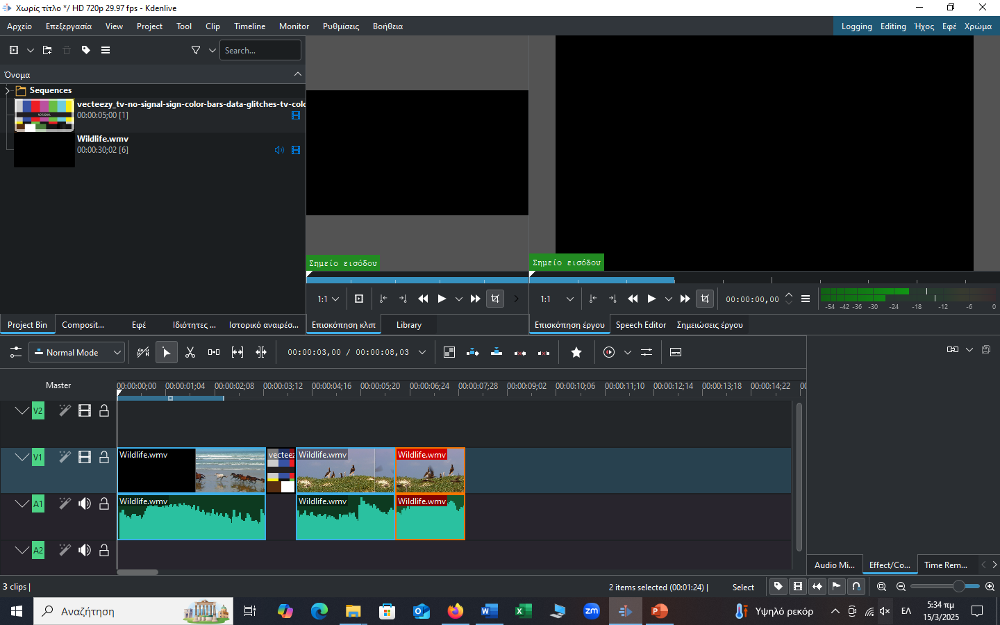 Χωρίς τίτλο */ HD 720p 29.97 fps - Kdenlive
Αρχείο Επεξεργασία View Project Tool Clip Timeline Monitor Ρυθμίσεις Βοήθεια Logging Editing Ήχος Εφέ Χρώμα
Search...
Όνομα
Sequences
vecteezy_tv-no-signal-sign-color-bars-data-glitches-tv-colo
00:00:05;00 [1]
NO SIGNAL
Wildlife.wmv
00:00:30;02 [6]
Σημείο εισόδου
Σημείο εισόδου
1:1
1:1
00:00:00,00
-54 -42 -36 -30 -24 -18 -12 -6 0
Project Bin Composit... Εφέ Ιδιότητες ... Ιστορικό αναιρέσ... Επισκόπηση κλιπ Library Επισκόπηση έργου Speech Editor Σημειώσεις έργου
Normal Mode 00:00:03,00 / 00:00:08,03
Master 00:00:00;00 00:00:01;04 00:00:02;08 00:00:03;12 00:00:04;16 00:00:05;20 00:00:06;24 00:00:07;28 00:00:09;02 00:00:10;06 00:00:11;10 00:00:12;14 00:00:13;18 00:00:14;22 00
V2
V1 Wildlife.wmv vectee Wildlife.wmv Wildlife.wmv
A1 Wildlife.wmv Wildlife.wmv Wildlife.wmv
A2
Audio Mi... Effect/Co... Time Rem...
3 clips | 2 items selected (00:01:24) | Select
Αναζήτηση zm Υψηλό ρεκόρ ΕΛ 5:34 πμ
15/3/2025